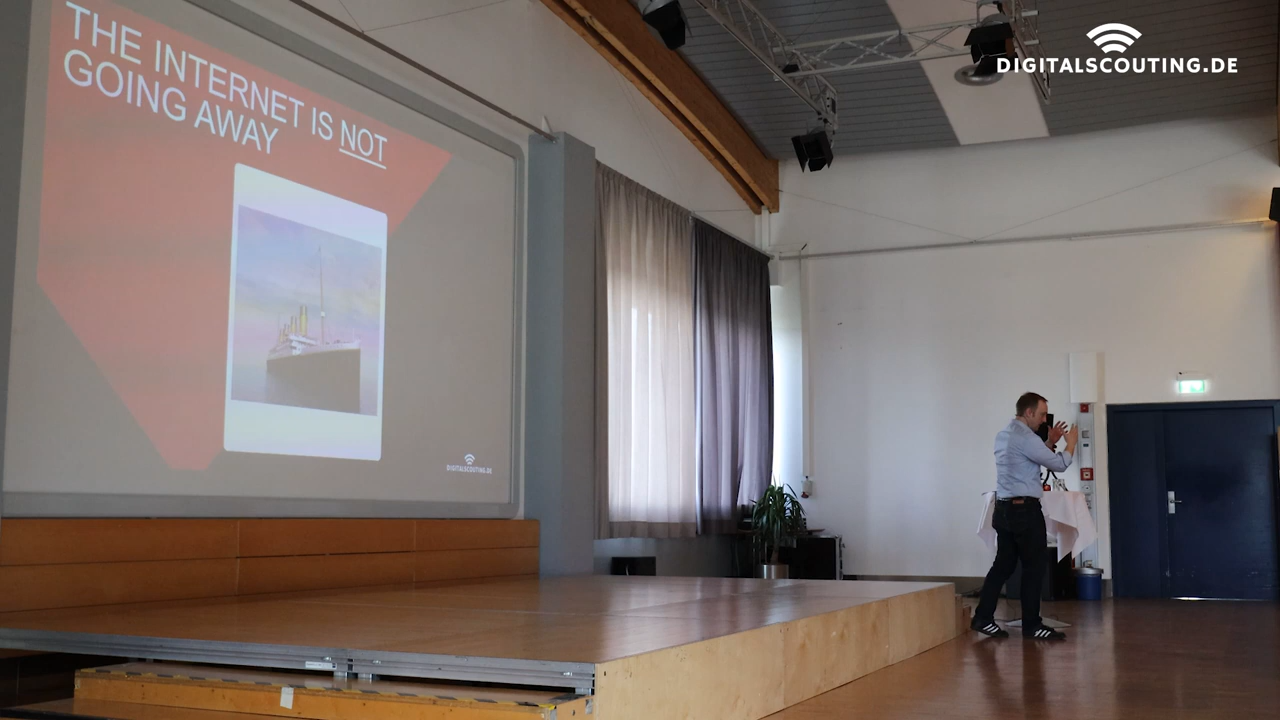 THE INTERNET IS NOT
GOING AWAY
DIGITALSCOUTING.DE
DIGITALSCOUTING.DE